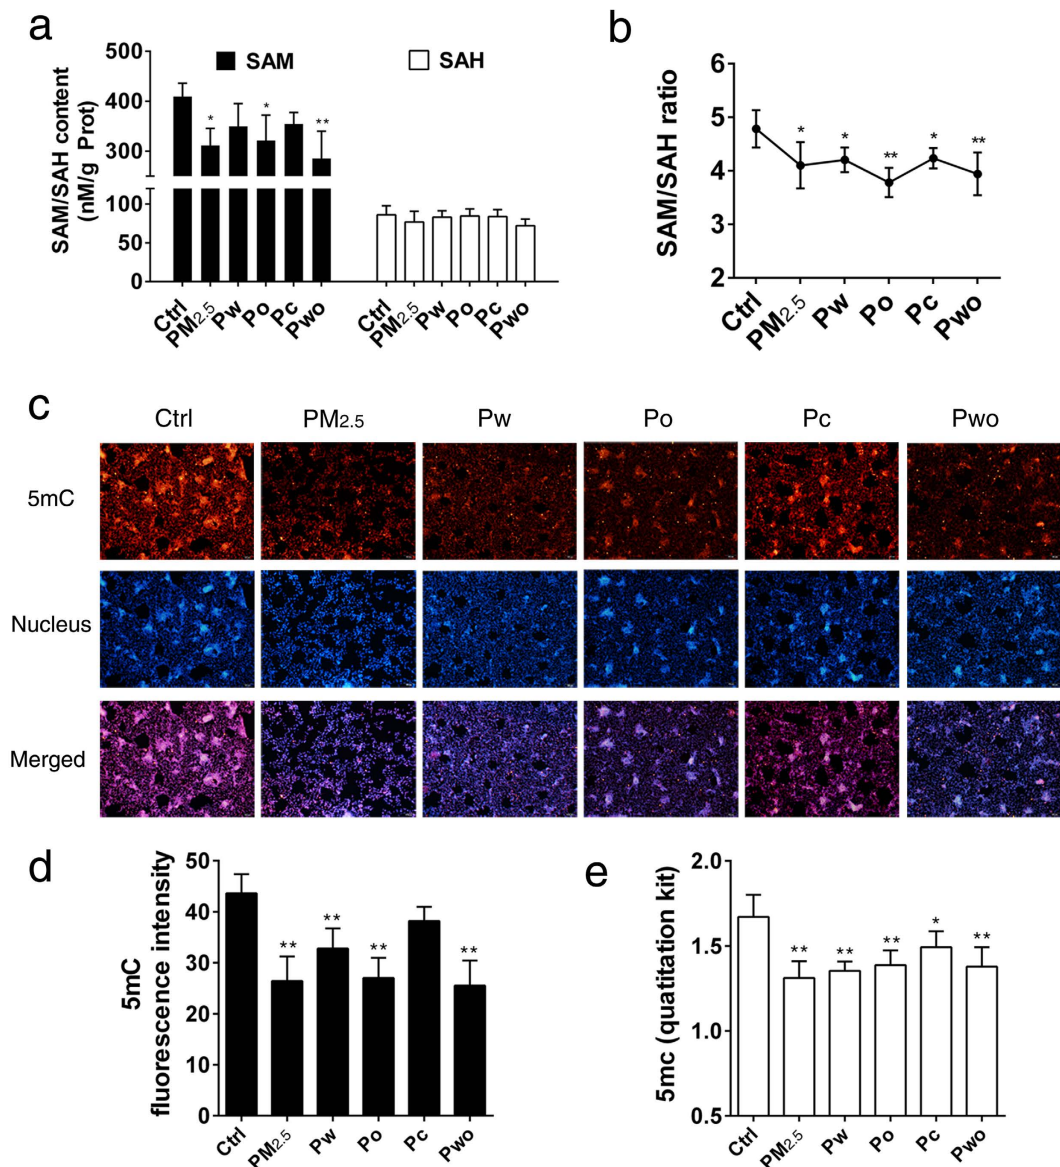 a
SAM
SAH
SAM/SAH content
(nM/g Prot)
500
400
300
100
50
0
*
*
**
Ctrl
PM2.5
Pw
Po
Pc
Pwo
Ctrl
PM2.5
Pw
Po
Pc
Pwo
b
SAM/SAH ratio
6
5
4
3
2
*
*
**
*
**
Ctrl
PM2.5
Pw
Po
Pc
Pwo
c
Ctrl
PM2.5
Pw
Po
Pc
Pwo
5mC
Nucleus
Merged
d
5mC
fluorescence intensity
50
40
30
20
10
0
**
**
**
**
Ctrl
PM2.5
Pw
Po
Pc
Pwo
e
5mc (quatitation kit)
2.0
1.5
1.0
0.5
**
**
**
*
**
Ctrl
PM2.5
Pw
Po
Pc
Pwo